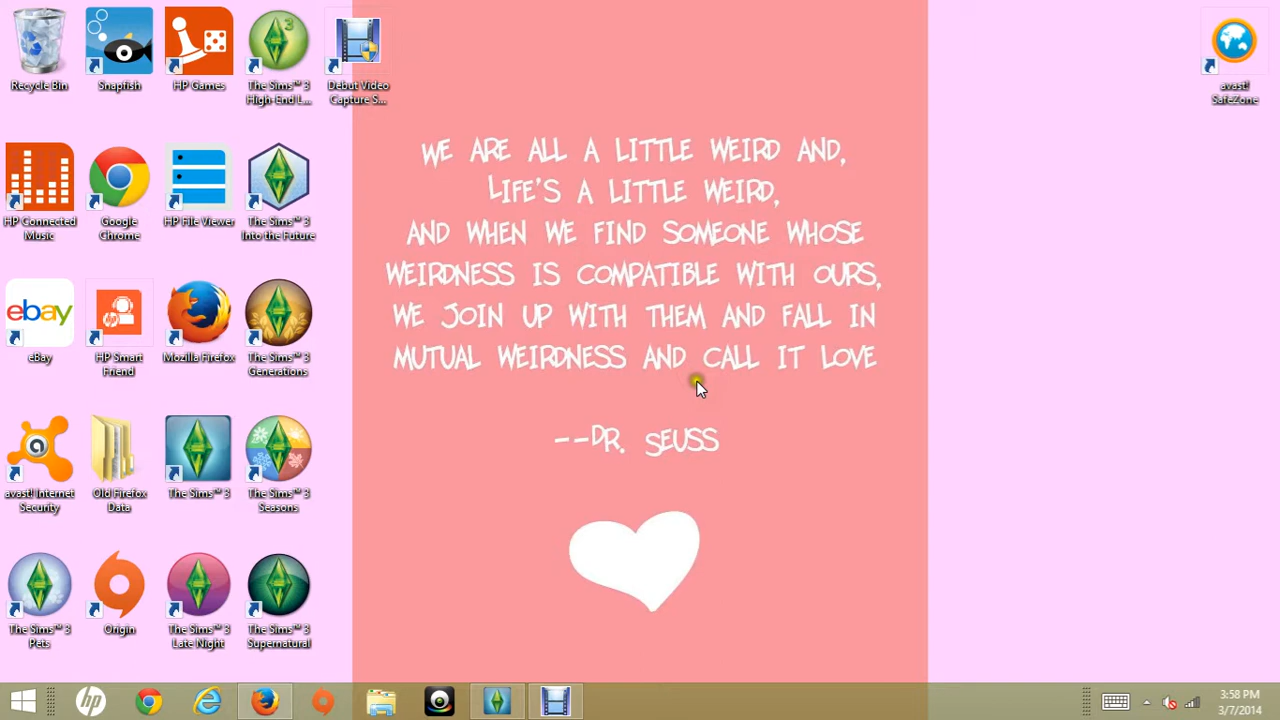 Recycle Bin
Snapfish
HP Games
The Sims™ 3
High-End L...
Debut Video
Capture S...
avast!
SafeZone
HP Connected
Music
Google
Chrome
HP File Viewer
The Sims™ 3
Into the Future
ebay
eBay
hp
HP Smart
Friend
Mozilla Firefox
The Sims™ 3
Generations
avast! Internet
Security
Old Firefox
Data
The Sims™ 3
The Sims™ 3
Seasons
The Sims™ 3
Pets
Origin
The Sims™ 3
Late Night
The Sims™ 3
Supernatural
WE ARE ALL A LITTLE WEIRD AND,
LIFE'S A LITTLE WEIRD,
AND WHEN WE FIND SOMEONE WHOSE
WEIRDNESS IS COMPATIBLE WITH OURS,
WE JOIN UP WITH THEM AND FALL IN
MUTUAL WEIRDNESS AND CALL IT LOVE
--DR. SEUSS
hp
3:58 PM
3/7/2014